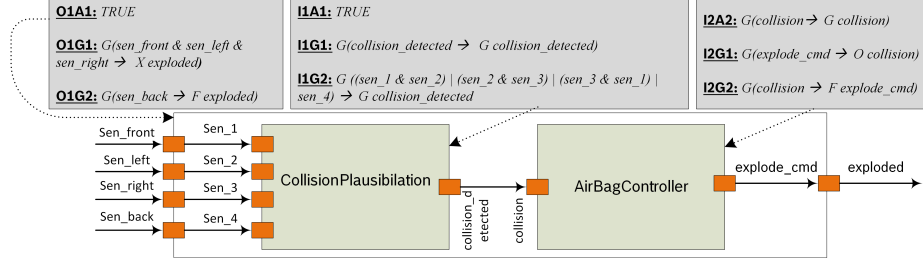 O1A1: TRUE
O1G1: G(sen_front & sen_left &
sen_right → X exploded)
O1G2: G(sen_back → F exploded)
I1A1: TRUE
I1G1: G(collision_detected → G collision_detected)
I1G2: G ((sen_1 & sen_2) | (sen_2 & sen_3) | (sen_3 & sen_1) |
sen_4) → G collision_detected
I2A2: G(collision→ G collision)
I2G1: G(explode_cmd → O collision)
I2G2: G(collision → F explode_cmd)
Sen_front
Sen_1
Sen_left
Sen_2
Sen_right
Sen_3
Sen_back
Sen_4
CollisionPlausibilation
collision_d
etected
collision
AirBagController
explode_cmd
exploded